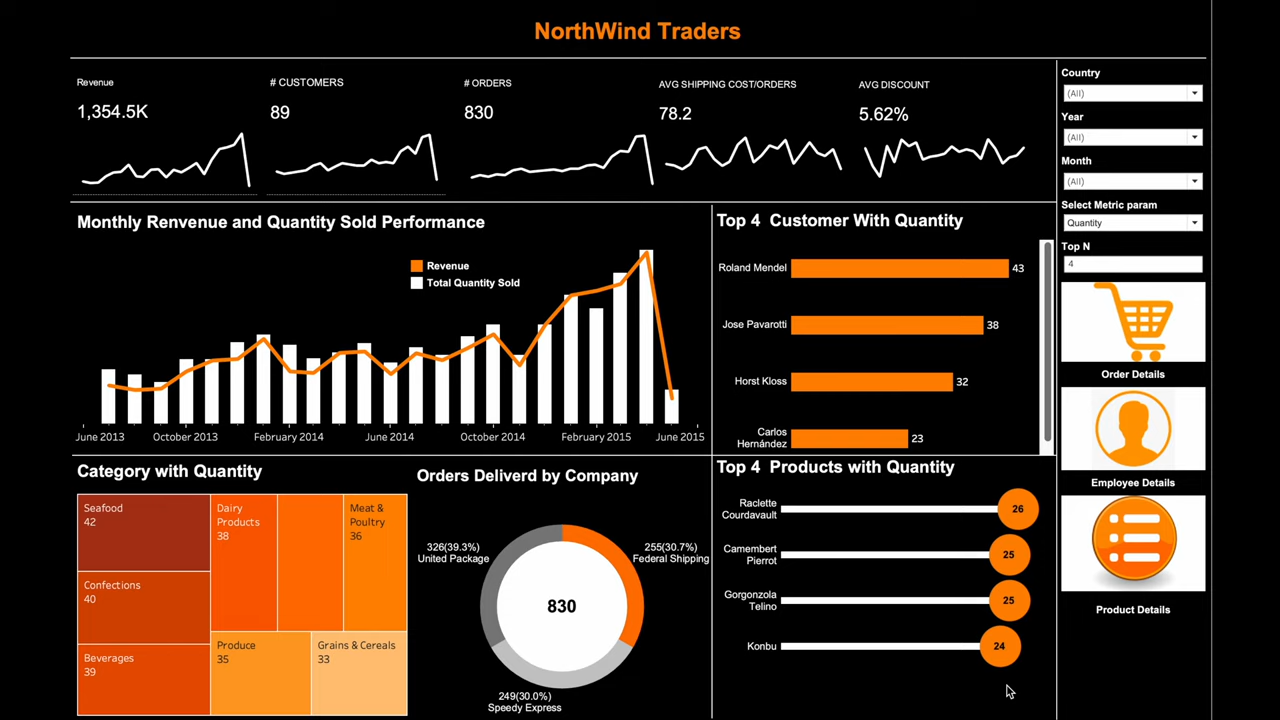 NorthWind Traders
Revenue
1,354.5K
# CUSTOMERS
89
# ORDERS
830
AVG SHIPPING COST/ORDERS
78.2
AVG DISCOUNT
5.62%
Country
(All)
Year
(All)
Month
(All)
Select Metric param
Quantity
Top N
4
Order Details
Employee Details
Product Details
Monthly Renvenue and Quantity Sold Performance
Revenue
Total Quantity Sold
June 2013
October 2013
February 2014
June 2014
October 2014
February 2015
June 2015
Top 4 Customer With Quantity
Roland Mendel
43
Jose Pavarotti
38
Horst Kloss
32
Carlos
Hernández
23
Category with Quantity
Seafood
42
Confections
40
Beverages
39
Dairy
Products
38
Meat &
Poultry
36
Produce
35
Grains & Cereals
33
Orders Deliverd by Company
326(39.3%)
United Package
255(30.7%)
Federal Shipping
830
249(30.0%)
Speedy Express
Top 4 Products with Quantity
Raclette
Courdavault
26
Camembert
Pierrot
25
Gorgonzola
Telino
25
Konbu
24